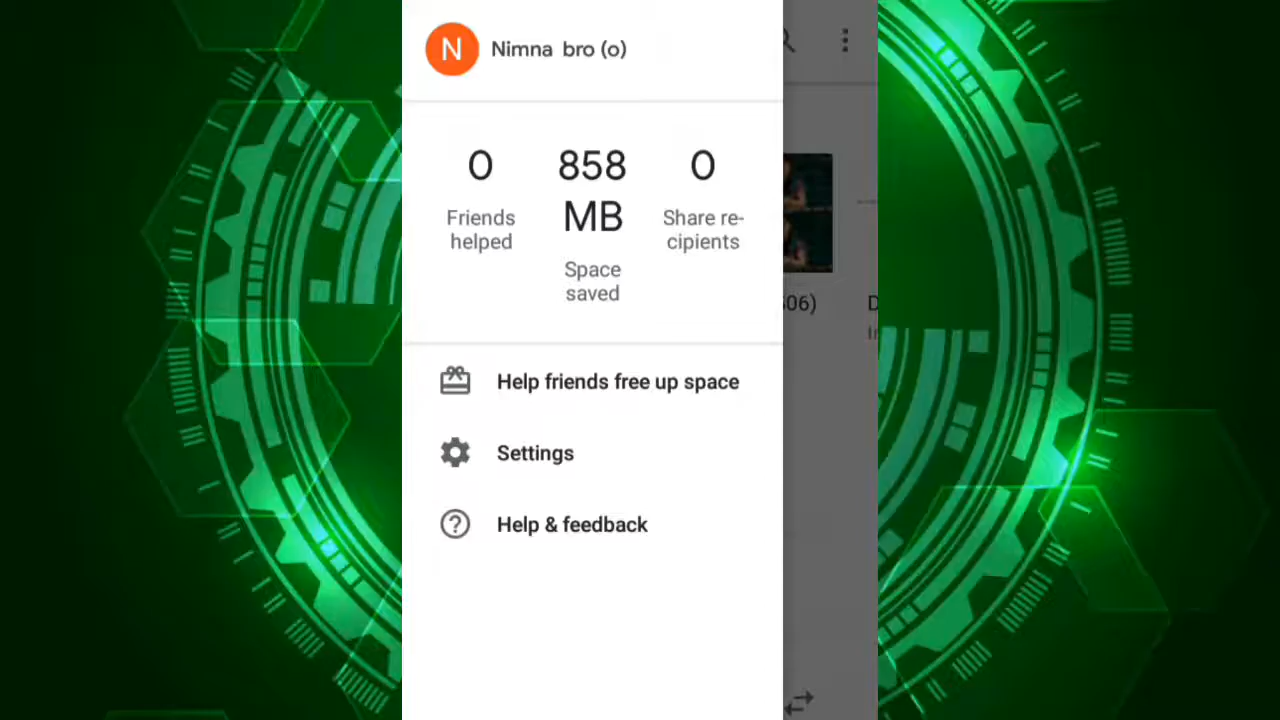 N
Nimna bro (o)
0
858
MB
0
Friends
helped
Space
saved
Share re-
cipients
Help friends free up space
Settings
Help & feedback